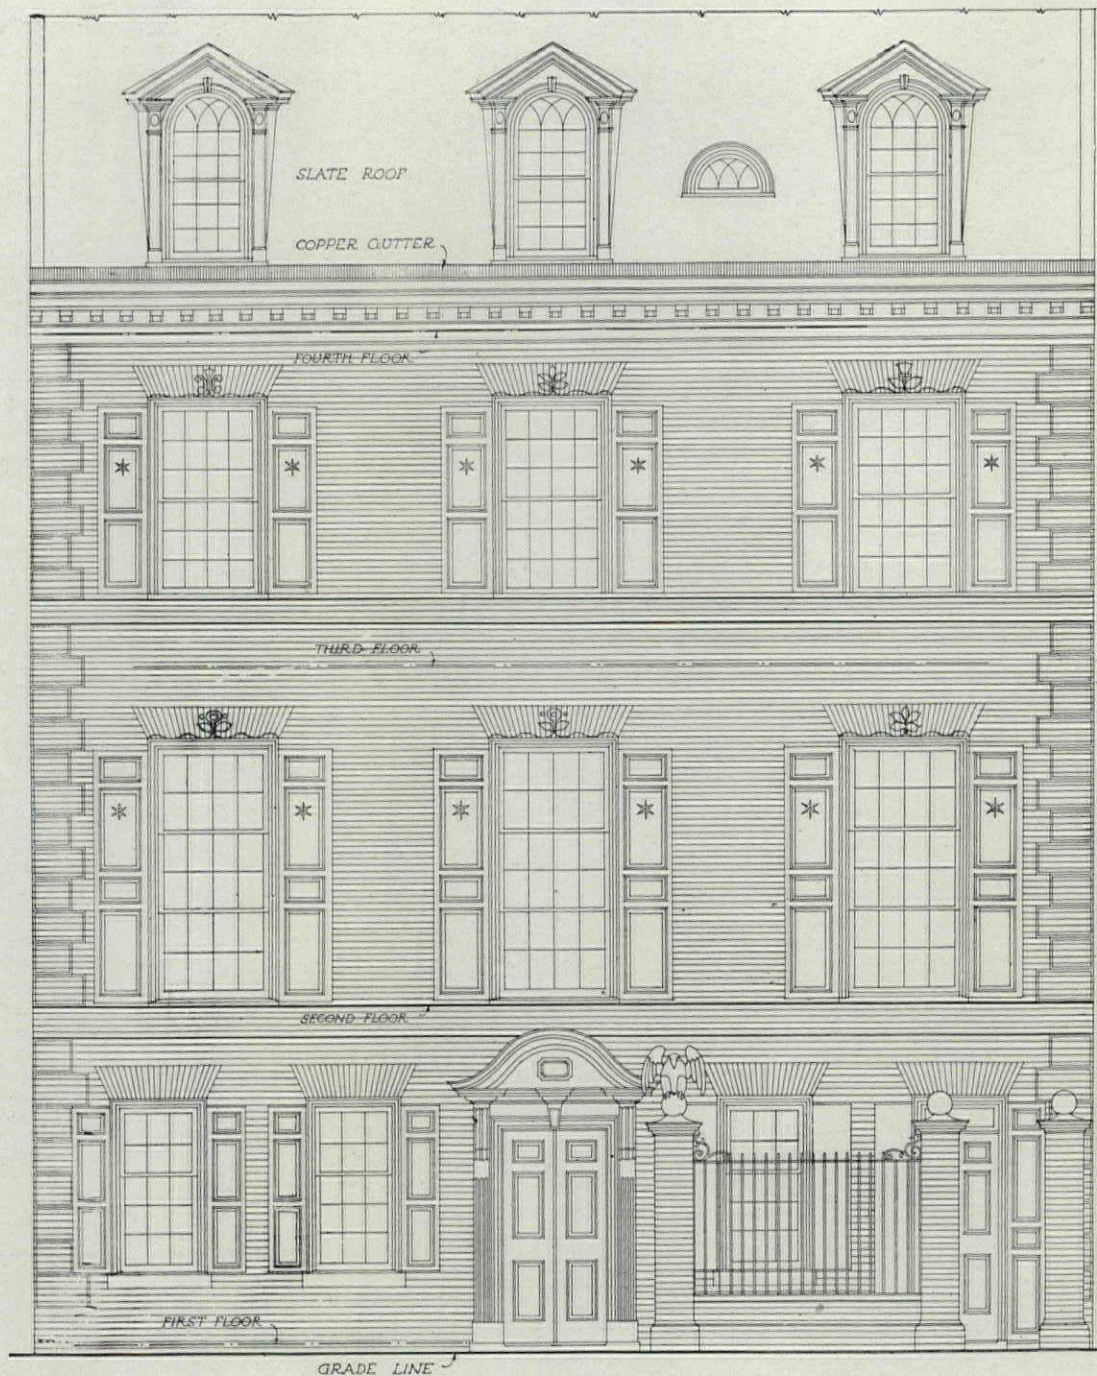 SLATE ROOF
COPPER GUTTER
FOURTH FLOOR
THIRD FLOOR
SECOND FLOOR
FIRST FLOOR
GRADE LINE